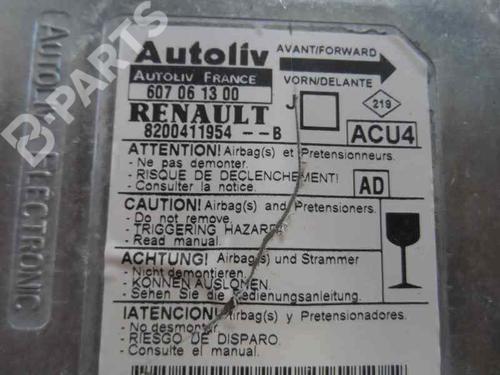 B-PARTS
Autoliv
AVANT/FORWARD
AUTOLIV FRANCE
607 06 13 00
VORN/DELANTE
RENAULT
J
219
8200411954 --B
ACU4
ATTENTION! Airbag(s) et Pretensionneurs.
- Ne pas demonter.
- RISQUE DE DECLENCHEMENT!
- Consulter la notice.
AD
CAUTION! Airbag(s) and Pretensioners.
- Do not remove.
- TRIGGERING HAZARD!
- Read manual.
ACHTUNG! Airbag(s) und Strammer
- Nicht demontieren.
- KONNEN AUSLOMEN.
- Sehen Sie die Bedienungsanleitung.
!ATENCION! Airbag(s) y Pretensionadores.
- No desmontar.
- RIESGO DE DISPARO.
- Consulte el manual.
ELECTRONIC